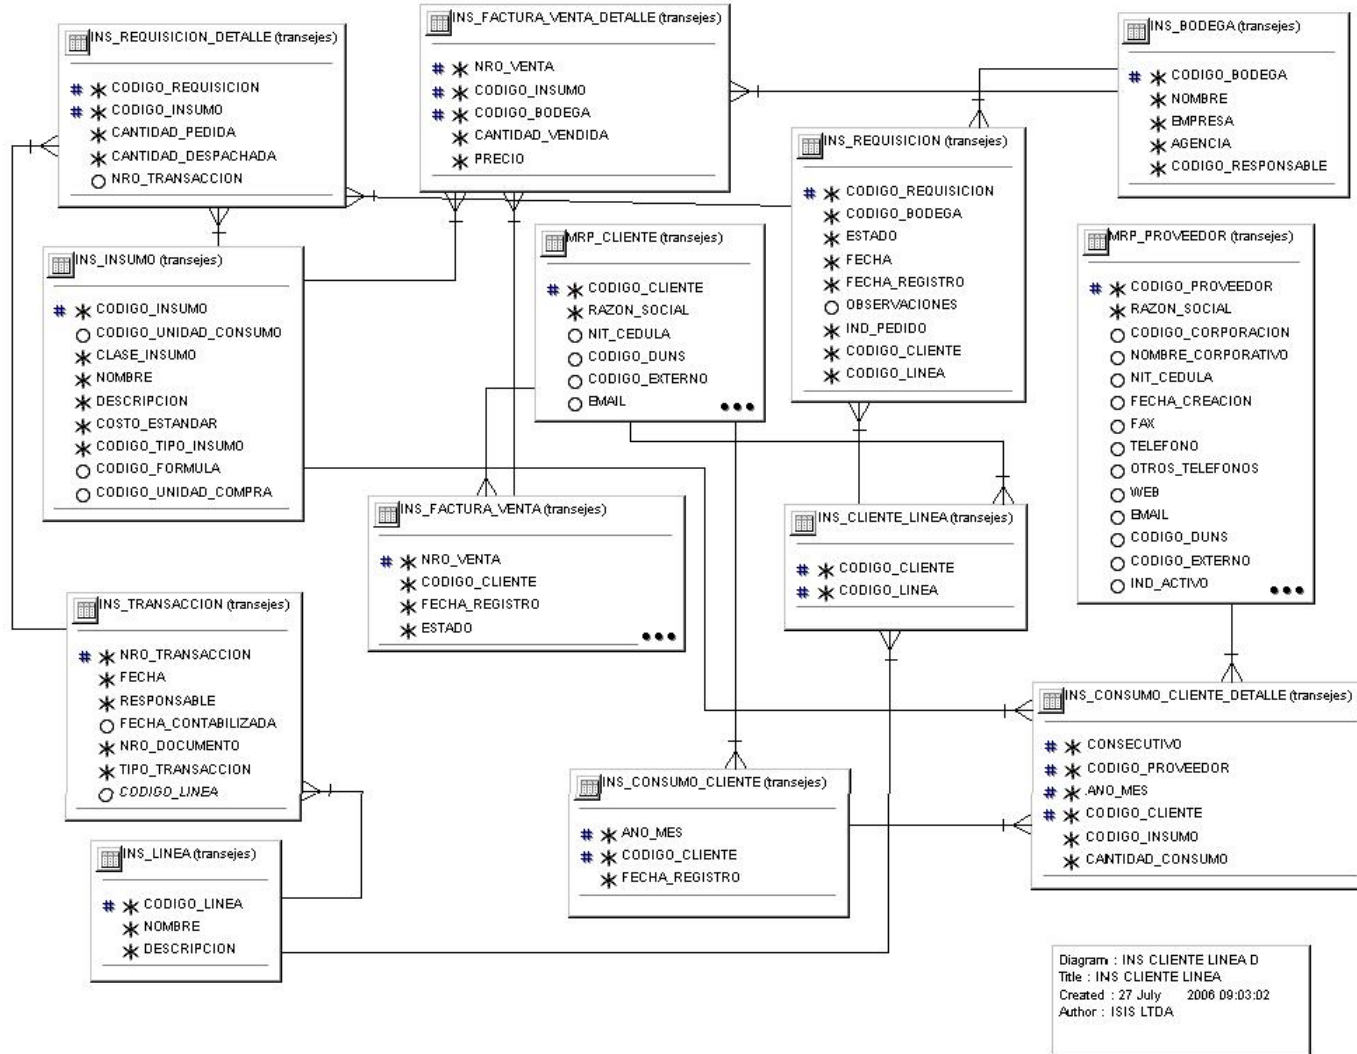 INS_REQUISICION_DETALLE (transejes)
# * CODIGO_REQUISICION
# * CODIGO_INSUMO
* CANTIDAD_PEDIDA
* CANTIDAD_DESPACHADA
O NRO_TRANSACCION
INS_FACTURA_VENTA_DETALLE (transejes)
# * NRO_VENTA
# * CODIGO_INSUMO
# * CODIGO_BODEGA
* CANTIDAD_VENDIDA
* PRECIO
INS_BODEGA (transejes)
# * CODIGO_BODEGA
* NOMBRE
* EMPRESA
* AGENCIA
* CODIGO_RESPONSABLE
INS_REQUISICION (transejes)
# * CODIGO_REQUISICION
* CODIGO_BODEGA
* ESTADO
* FECHA
* FECHA_REGISTRO
O OBSERVACIONES
* IND_PEDIDO
* CODIGO_CLIENTE
* CODIGO_LINEA
INS_INSUMO (transejes)
# * CODIGO_INSUMO
O CODIGO_UNIDAD_CONSUMO
* CLASE_INSUMO
* NOMBRE
* DESCRIPCION
* COSTO_ESTANDAR
* CODIGO_TIPO_INSUMO
O CODIGO_FORMULA
O CODIGO_UNIDAD_COMPRA
MRP_CLIENTE (transejes)
# * CODIGO_CLIENTE
* RAZON_SOCIAL
O NIT_CEDULA
O CODIGO_DUNS
O CODIGO_EXTERNO
O EMAIL
MRP_PROVEEDOR (transejes)
# * CODIGO_PROVEEDOR
* RAZON_SOCIAL
O CODIGO_CORPORACION
O NOMBRE_CORPORATIVO
O NIT_CEDULA
O FECHA_CREACION
O FAX
O TELEFONO
O OTROS_TELEFONOS
O WEB
O EMAIL
O CODIGO_DUNS
O CODIGO_EXTERNO
O IND_ACTIVO
INS_FACTURA_VENTA (transejes)
# * NRO_VENTA
* CODIGO_CLIENTE
* FECHA_REGISTRO
* ESTADO
INS_CLIENTE_LINEA (transejes)
# * CODIGO_CLIENTE
# * CODIGO_LINEA
INS_TRANSACCION (transejes)
# * NRO_TRANSACCION
* FECHA
* RESPONSABLE
O FECHA_CONTABILIZADA
* NRO_DOCUMENTO
* TIPO_TRANSACCION
O CODIGO_LINEA
INS_CONSUMO_CLIENTE_DETALLE (transejes)
# * CONSECUTIVO
# * CODIGO_PROVEEDOR
# * ANO_MES
# * CODIGO_CLIENTE
* CODIGO_INSUMO
* CANTIDAD_CONSUMO
INS_CONSUMO_CLIENTE (transejes)
# * ANO_MES
# * CODIGO_CLIENTE
* FECHA_REGISTRO
INS_LINEA (transejes)
# * CODIGO_LINEA
* NOMBRE
* DESCRIPCION
Diagram : INS CLIENTE LINEA D
Title : INS CLIENTE LINEA
Created : 27 July 2006 09:03:02
Author : ISIS LTDA